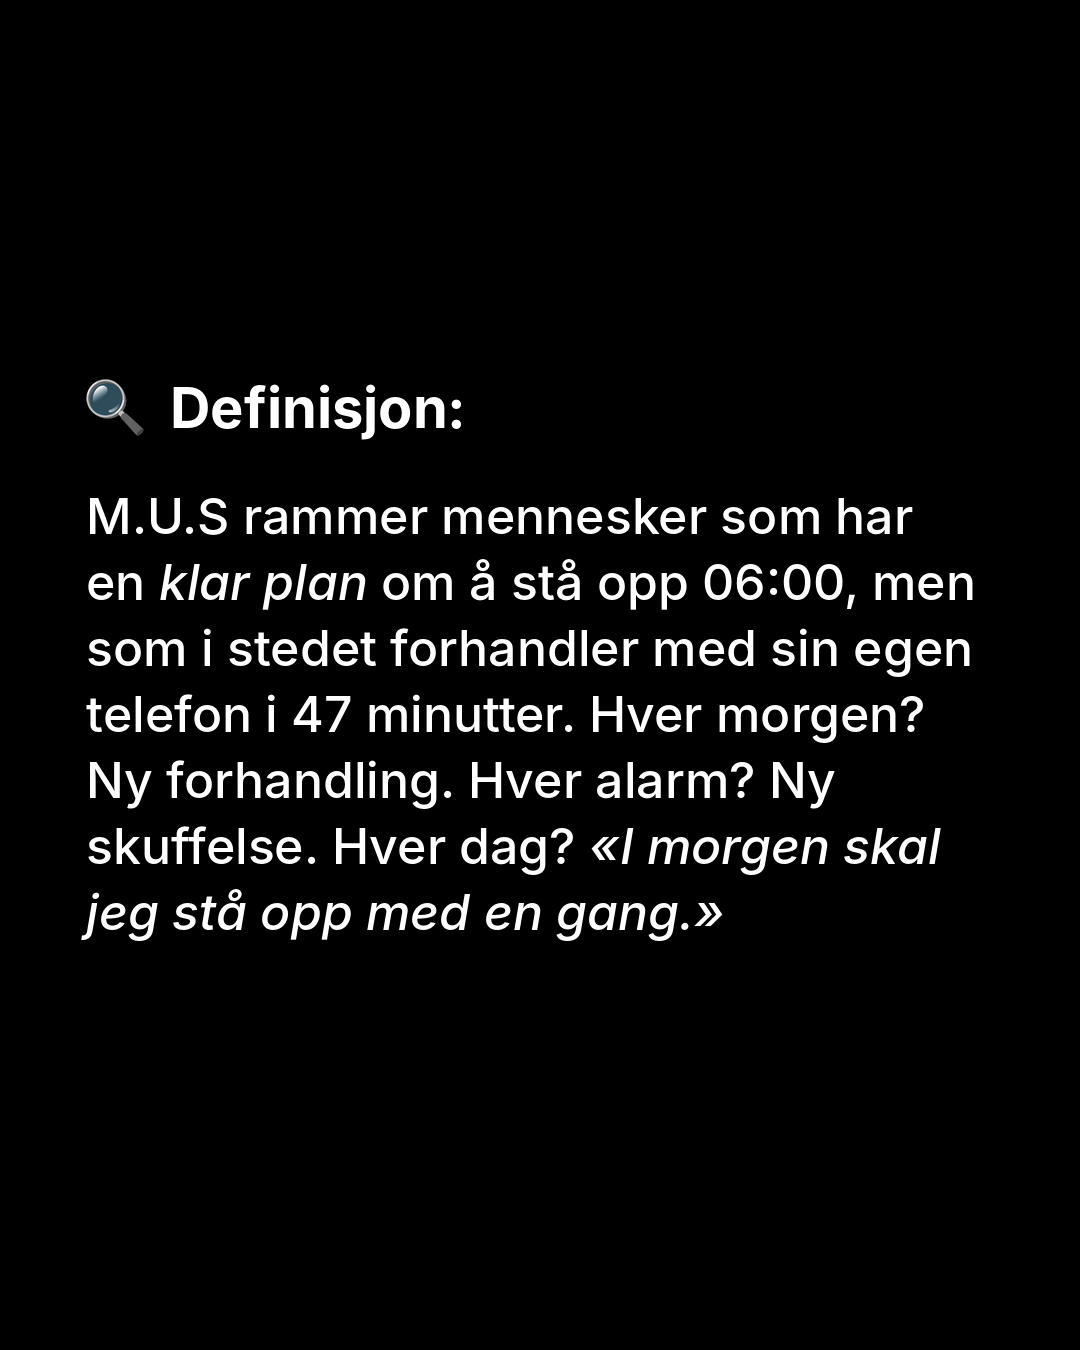 🔍 Definisjon:
M.U.S rammer mennesker som har
en klar plan om å stå opp 06:00, men
som i stedet forhandler med sin egen
telefon i 47 minutter. Hver morgen?
Ny forhandling. Hver alarm? Ny
skuffelse. Hver dag? «I morgen skal
jeg stå opp med en gang.»